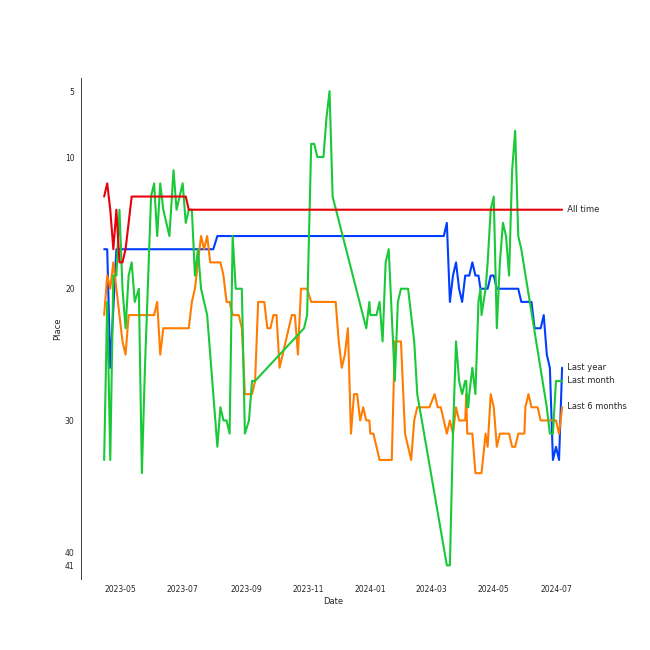 5
10
20
30
40
41
Place
2023-05
2023-07
2023-09
2023-11
2024-01
2024-03
2024-05
2024-07
Date
All time
Last year
Last month
Last 6 months